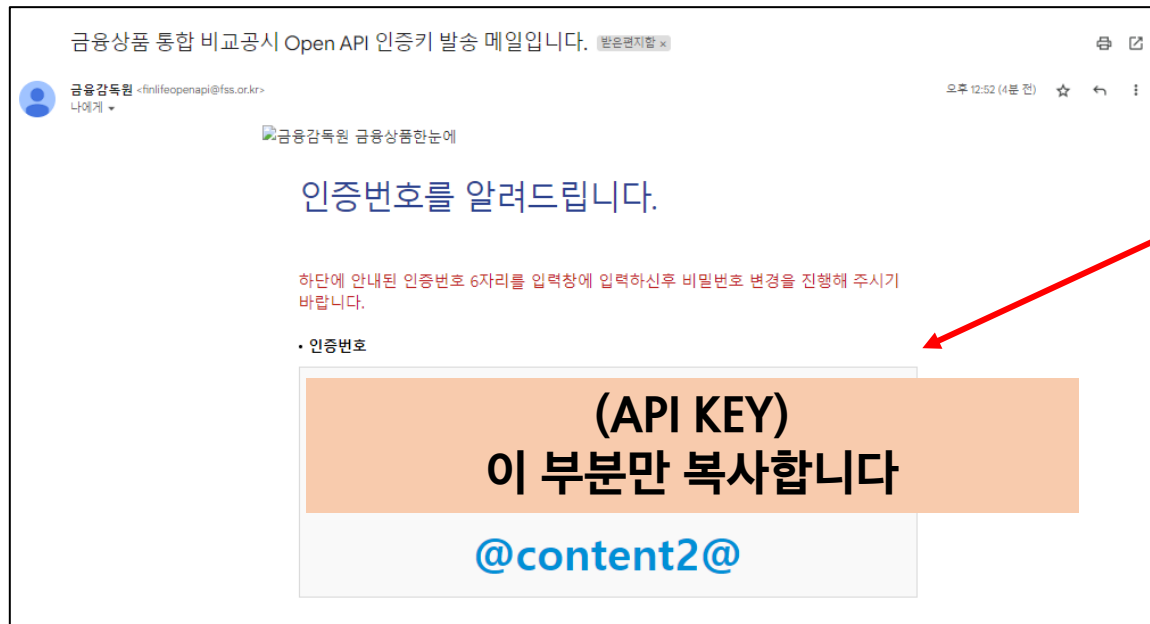 금융상품 통합 비교공시 Open API 인증키 발송 메일입니다. 받은편지함 x
금융감독원 <finlifeopenapi@fss.or.kr>
오후 12:52 (4분 전)
나에게
금융감독원 금융상품한눈에
인증번호를 알려드립니다.
하단에 안내된 인증번호 6자리를 입력창에 입력하신후 비밀번호 변경을 진행해 주시기
바랍니다.
• 인증번호
(API KEY)
이 부분만 복사합니다
@content2@